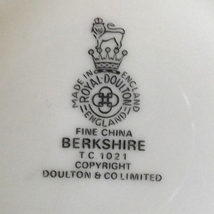 MADE IN ENGLAND
ROYAL·DOULTON
ENGLAND
FINE CHINA
BERKSHIRE
TC 1021
COPYRIGHT
DOULTON & CO LIMITED